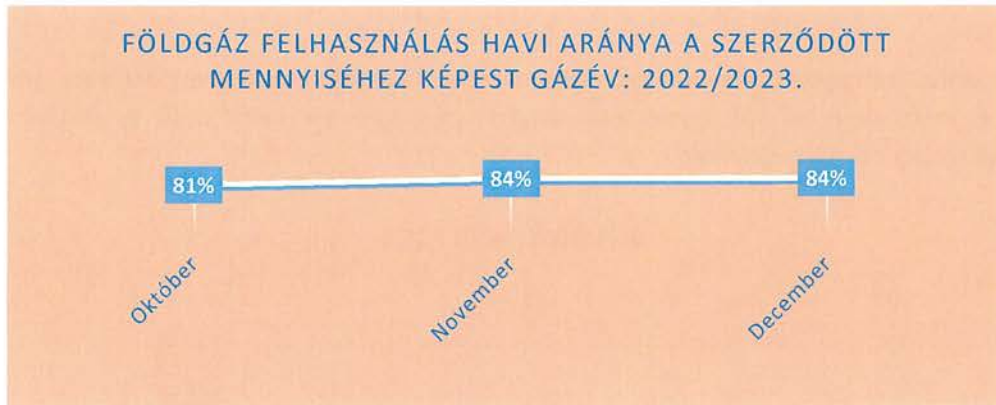 FÖLDGÁZ FELHASZNÁLÁS HAVI ARÁNYA A SZERZŐDÖTT
MENNYISÉHEZ KÉPEST GÁZÉV: 2022/2023.
81%
84%
84%
Október
November
December